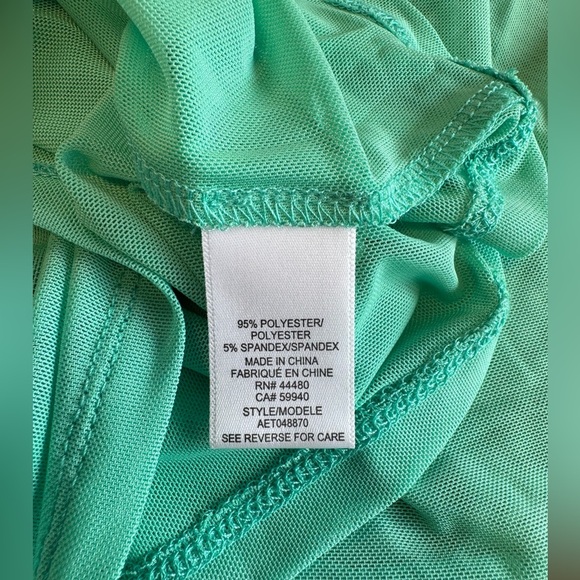 95% POLYESTER/
POLYESTER
5% SPANDEX/SPANDEX
MADE IN CHINA
FABRIQUÉ EN CHINE
RN# 44480
CA# 59940
STYLE/MODELE
AET048870
SEE REVERSE FOR CARE